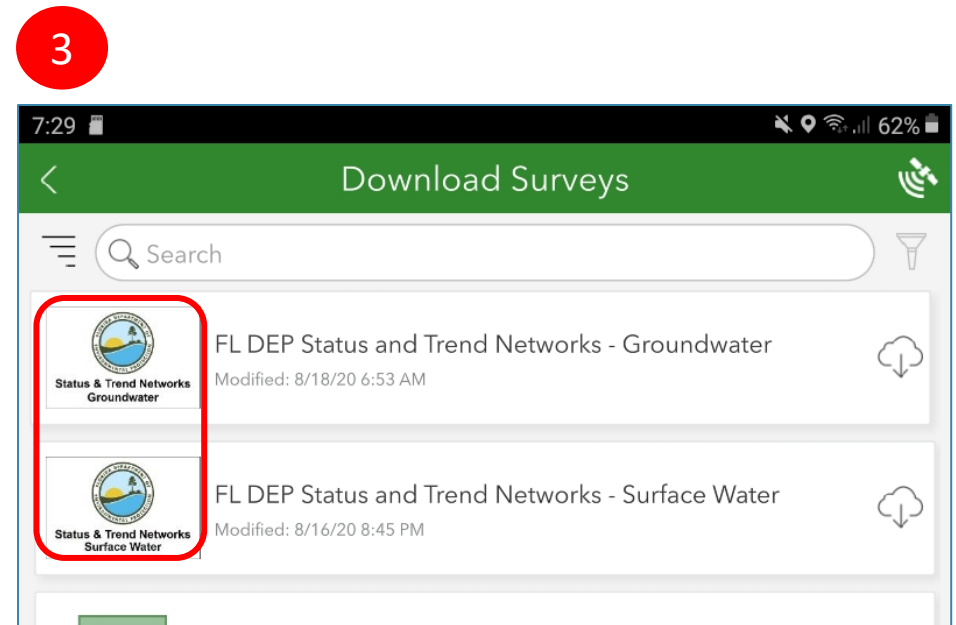 3
7:29
62%
Download Surveys
Search
Status & Trend Networks
Groundwater
FL DEP Status and Trend Networks - Groundwater
Modified: 8/18/20 6:53 AM
Status & Trend Networks
Surface Water
FL DEP Status and Trend Networks - Surface Water
Modified: 8/16/20 8:45 PM